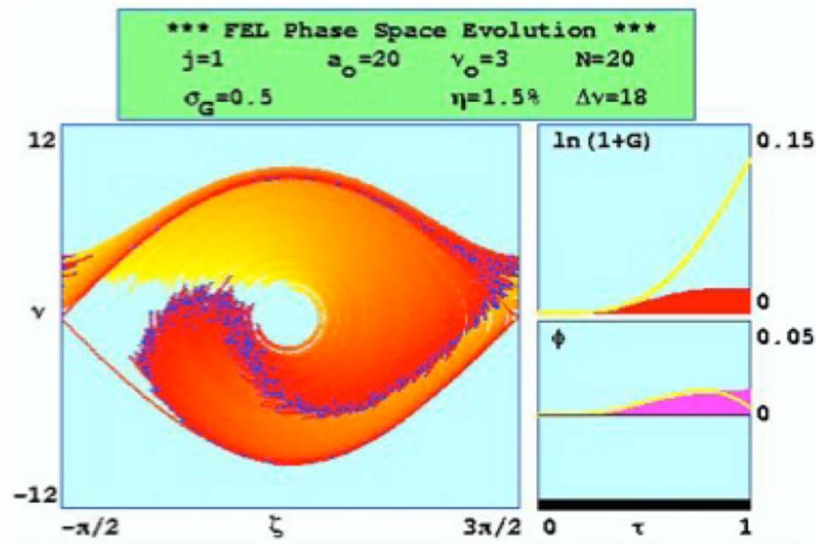 *** FEL Phase Space Evolution ***
j=1 a₀=20 ν₀=3 N=20
σ_G=0.5 η=1.5% Δν=18
12
ν
-12
-π/2 ζ 3π/2
ln(1+G) 0.15
0
ϕ 0.05
0
0 τ 1